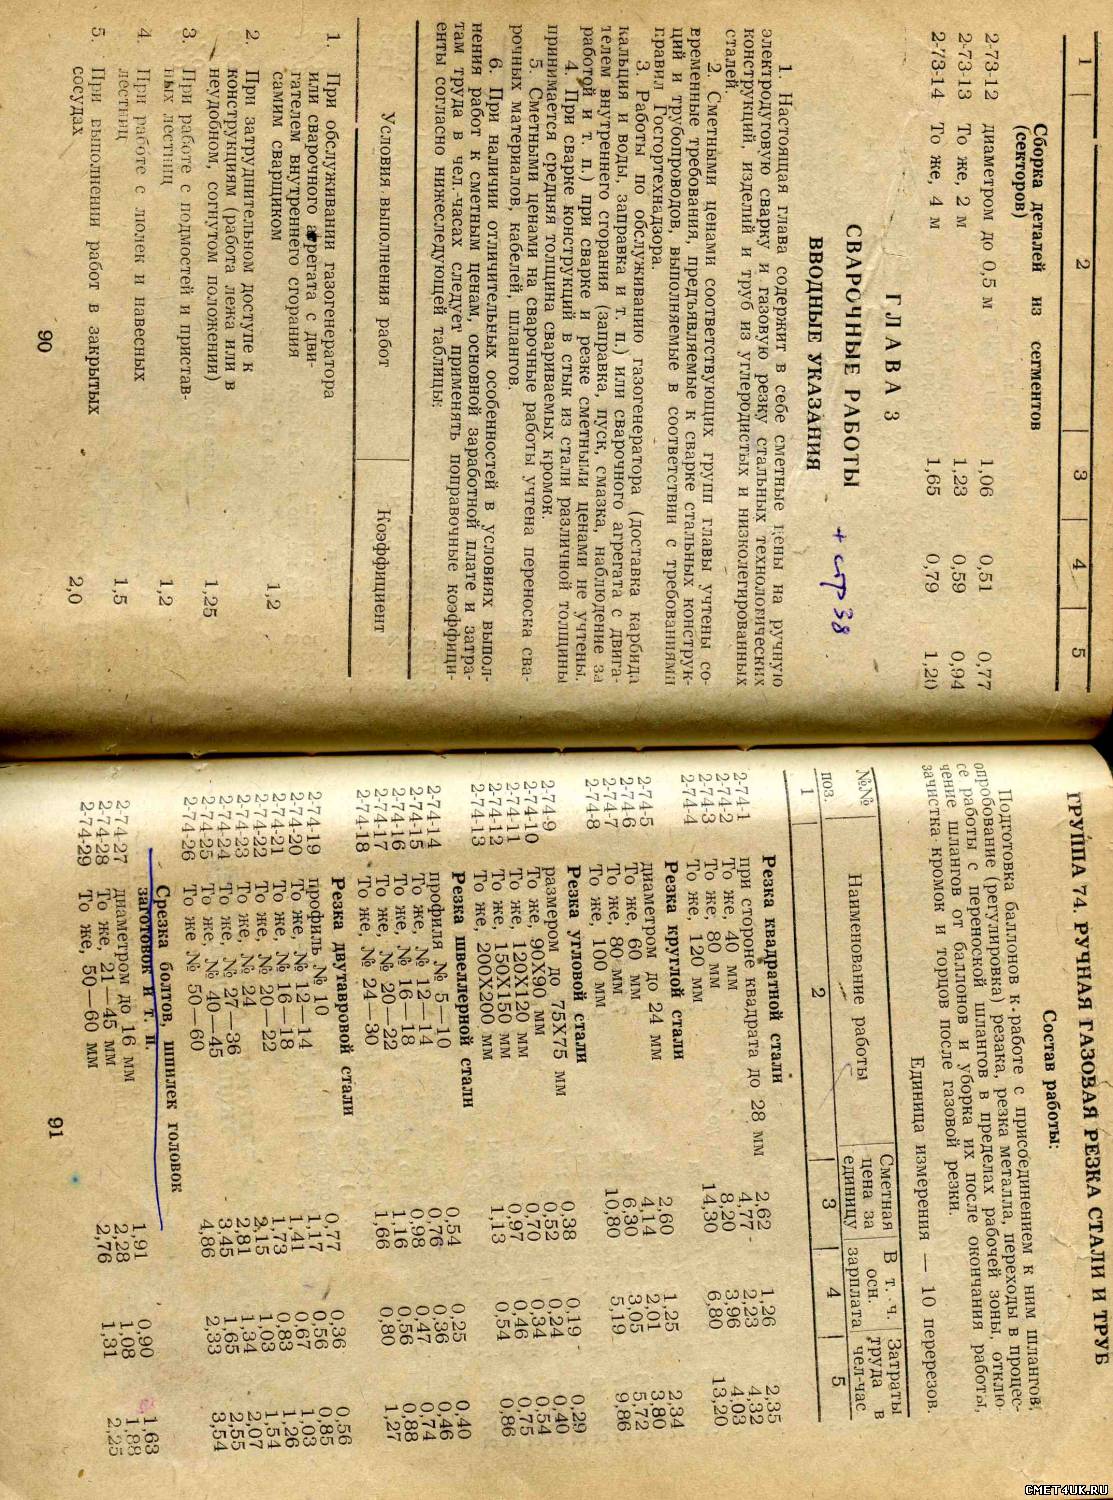 1 2 3 4 5
Сборка деталей из сегментов
(секторов)
2-73-12 диаметром до 0,5 м 1,06 0,51 0,77
2-73-13 То же, 2 м 1,23 0,59 0,94
2-73-14 То же, 4 м 1,65 0,79 1,20
ГЛАВА 3
СВАРОЧНЫЕ РАБОТЫ
+ стр 38
ВВОДНЫЕ УКАЗАНИЯ
1. Настоящая глава содержит в себе сметные цены на ручную
электродуговую сварку и газовую резку стальных технологических
конструкций, изделий и труб из углеродистых и низколегированных
сталей.
2. Сметными ценами соответствующих групп главы учтены со-
временные требования, предъявляемые к сварке стальных конструк-
ций и трубопроводов, выполняемые в соответствии с требованиями
правил Госгортехнадзора.
3. Работы по обслуживанию газогенератора (доставка карбида
кальция и воды, заправка и т. п.) или сварочного агрегата с двига-
телем внутреннего сгорания (заправка, пуск, смазка, наблюдение за
работой и т. п.) при сварке и резке сметными ценами не учтены.
4. При сварке конструкций в стык из стали различной толщины
принимается средняя толщина свариваемых кромок.
5. Сметными ценами на сварочные работы учтена переноска сва-
рочных материалов, кабелей, шлангов.
6. При наличии отличительных особенностей в условиях выпол-
нения работ к сметным ценам, основной заработной плате и затра-
там труда в чел.-часах следует применять поправочные коэффици-
енты согласно нижеследующей таблицы:
Условия выполнения работ Коэффициент
1. При обслуживании газогенератора
или сварочного агрегата с дви-
гателем внутреннего сгорания
самим сварщиком 1,2
2. При затруднительном доступе к
конструкциям (работа лежа или в
неудобном, согнутом положении) 1,25
3. При работе с подмостей и пристав-
ных лестниц 1,2
4. При работе с люлек и навесных
лестниц 1,5
5. При выполнении работ в закрытых
сосудах 2,0
90
ГРУППА 74. РУЧНАЯ ГАЗОВАЯ РЕЗКА СТАЛИ И ТРУБ
Состав работы:
Подготовка баллонов к работе с присоединением к ним шлангов,
опробование (регулировка) резака, резка металла, переходы в процес-
се работы с переноской шлангов в пределах рабочей зоны, отклю-
чение шлангов от баллонов и уборка их после окончания работы,
зачистка кромок и торцов после газовой резки.
Единица измерения — 10 перерезов.
№№ поз. Наименование работы Сметная цена за единицу В т. ч. осн. зарплата Затраты труда в чел-час
1 2 3 4 5
Резка квадратной стали
2-74-1 при стороне квадрата до 28 мм 2,62 1,26 2,35
2-74-2 То же, 40 мм 4,77 2,23 4,32
2-74-3 То же, 80 мм 8,20 3,96 4,03
2-74-4 То же, 120 мм 14,30 6,80 13,20
Резка круглой стали
2-74-5 диаметром до 24 мм 2,60 1,25 2,34
2-74-6 То же, 60 мм 4,14 2,01 3,80
2-74-7 То же, 80 мм 6,30 3,05 5,72
2-74-8 То же, 100 мм 10,80 5,19 9,86
Резка угловой стали
2-74-9 размером до 75X75 мм 0,38 0,19 0,29
2-74-10 То же, 90X90 мм 0,52 0,24 0,40
2-74-11 То же, 120X120 мм 0,70 0,34 0,54
2-74-12 То же, 150X150 мм 0,97 0,46 0,75
2-74-13 То же, 200X200 мм 1,13 0,54 0,86
Резка швеллерной стали
2-74-14 профиля № 5—10 0,54 0,25 0,40
2-74-15 То же, № 12—14 0,76 0,36 0,46
2-74-16 То же, № 16—18 0,98 0,47 0,74
2-74-17 То же, № 20—22 1,16 0,56 0,88
2-74-18 То же, № 24—30 1,66 0,80 1,27
Резка двутавровой стали
2-74-19 профиль № 10 0,77 0,36 0,56
2-74-20 То же, № 12—14 1,17 0,56 0,85
2-74-21 То же, № 16—18 1,41 0,67 1,03
2-74-22 То же, № 20—22 1,73 0,83 1,26
2-74-23 То же, № 24 2,15 1,03 1,54
2-74-24 То же, № 27—36 2,81 1,34 2,07
2-74-25 То же, № 40—45 3,45 1,65 2,55
2-74-26 То же № 50—60 4,86 2,33 3,54
Срезка болтов, шпилек головок
заготовок и т. п.
2-74-27 диаметром до 16 мм 1,91 0,90 1,63
2-74-28 То же, 21—45 мм 2,28 1,08 1,88
2-74-29 То же, 50—60 мм 2,76 1,31 2,25
91
CMET4UK.RU